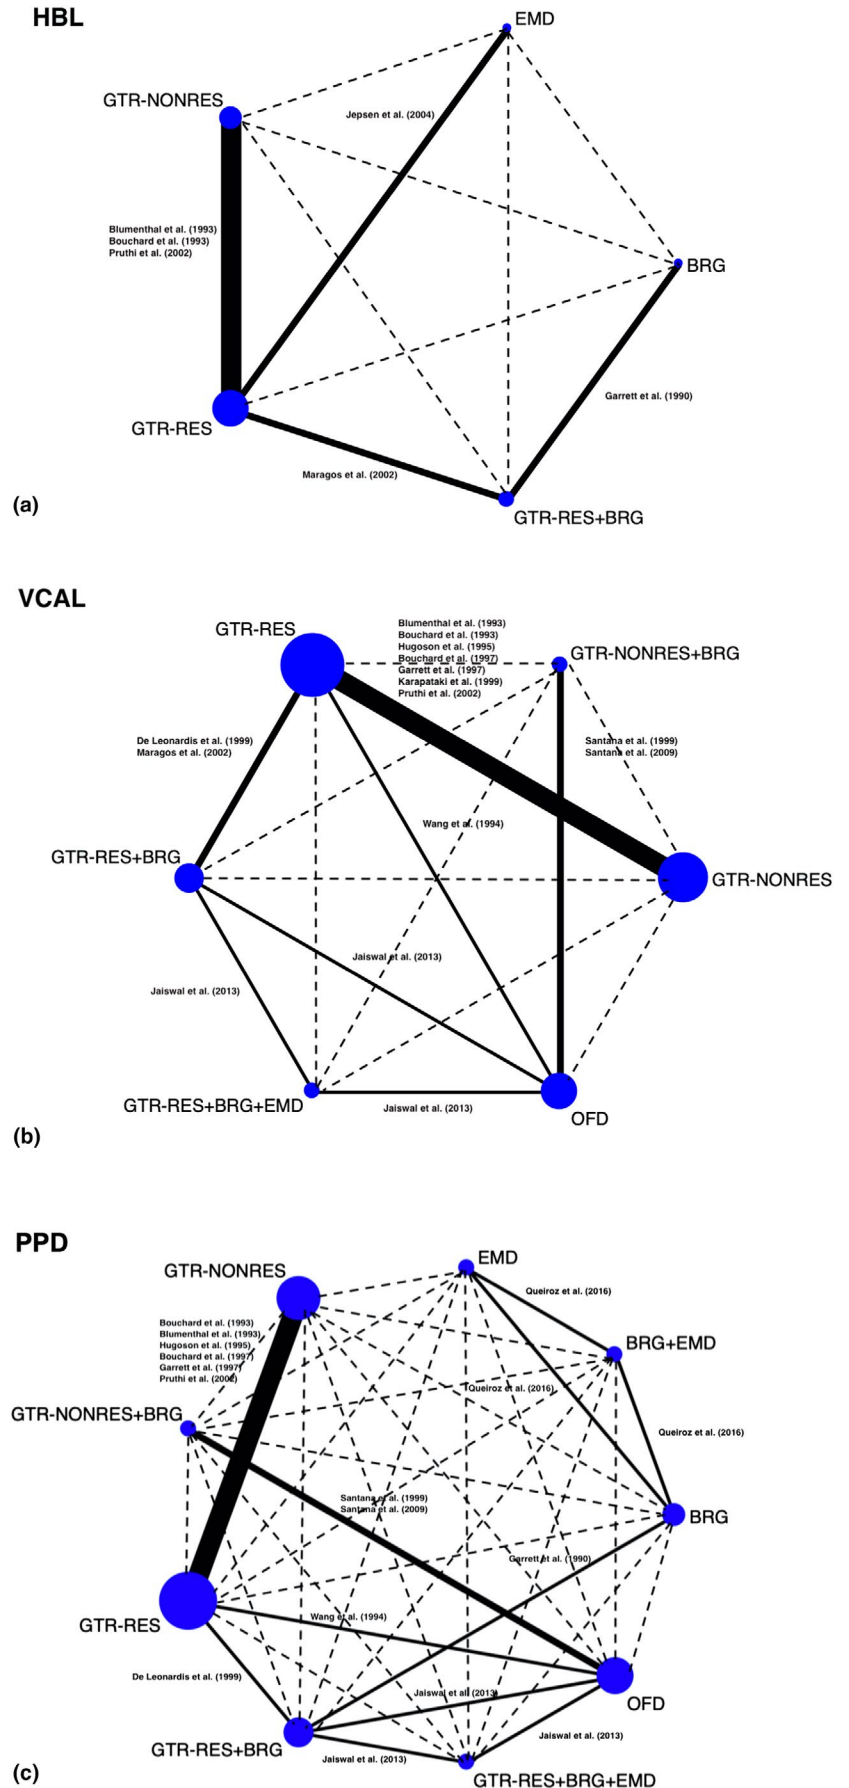 HBL
EMD
GTR-NONRES
Jepsen et al. (2004)
Blumenthal et al. (1993)
Bouchard et al. (1993)
Pruthi et al. (2002)
BRG
Garrett et al. (1990)
GTR-RES
Maragos et al. (2002)
GTR-RES+BRG
(a)
VCAL
GTR-RES
Blumenthal et al. (1993)
Bouchard et al. (1993)
Hugoson et al. (1995)
Bouchard et al. (1997)
Garrett et al. (1997)
Karapataki et al. (1999)
Pruthi et al. (2002)
GTR-NONRES+BRG
De Leonardis et al. (1999)
Maragos et al. (2002)
Santana et al. (1999)
Santana et al. (2009)
Wang et al. (1994)
GTR-RES+BRG
GTR-NONRES
Jaiswal et al. (2013)
Jaiswal et al. (2013)
GTR-RES+BRG+EMD
Jaiswal et al. (2013)
OFD
(b)
PPD
EMD
GTR-NONRES
Queiroz et al. (2016)
Bouchard et al. (1993)
Blumenthal et al. (1993)
Hugoson et al. (1995)
Bouchard et al. (1997)
Garrett et al. (1997)
Pruthi et al. (2002)
BRG+EMD
Queiroz et al. (2016)
GTR-NONRES+BRG
Queiroz et al. (2016)
Santana et al. (1999)
Santana et al. (2009)
BRG
Garrett et al. (1990)
GTR-RES
Wang et al. (1994)
De Leonardis et al. (1999)
Jaiswal et al. (2013)
OFD
Jaiswal et al. (2013)
GTR-RES+BRG
Jaiswal et al. (2013)
GTR-RES+BRG+EMD
(c)